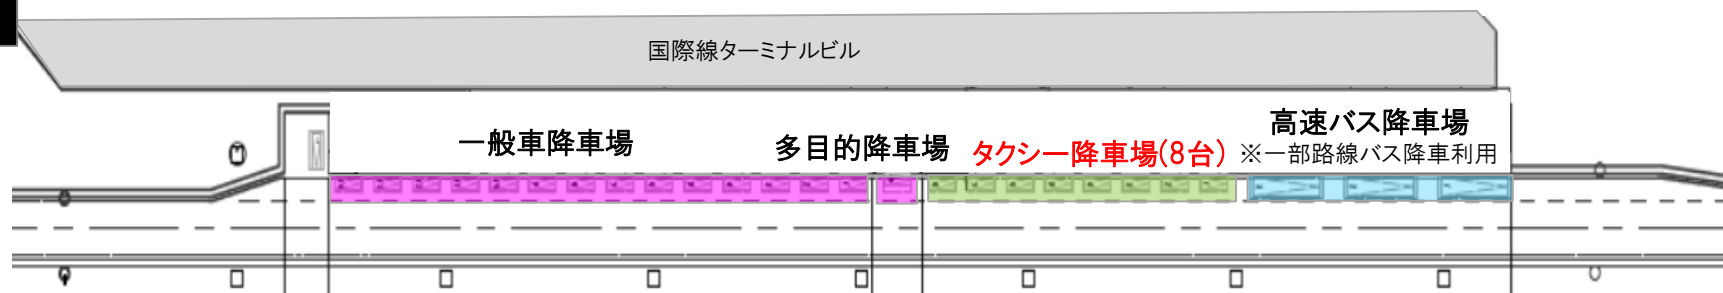 国際線ターミナルビル
一般車降車場
多目的降車場
タクシー降車場(8台)
高速バス降車場
※一部路線バス降車利用